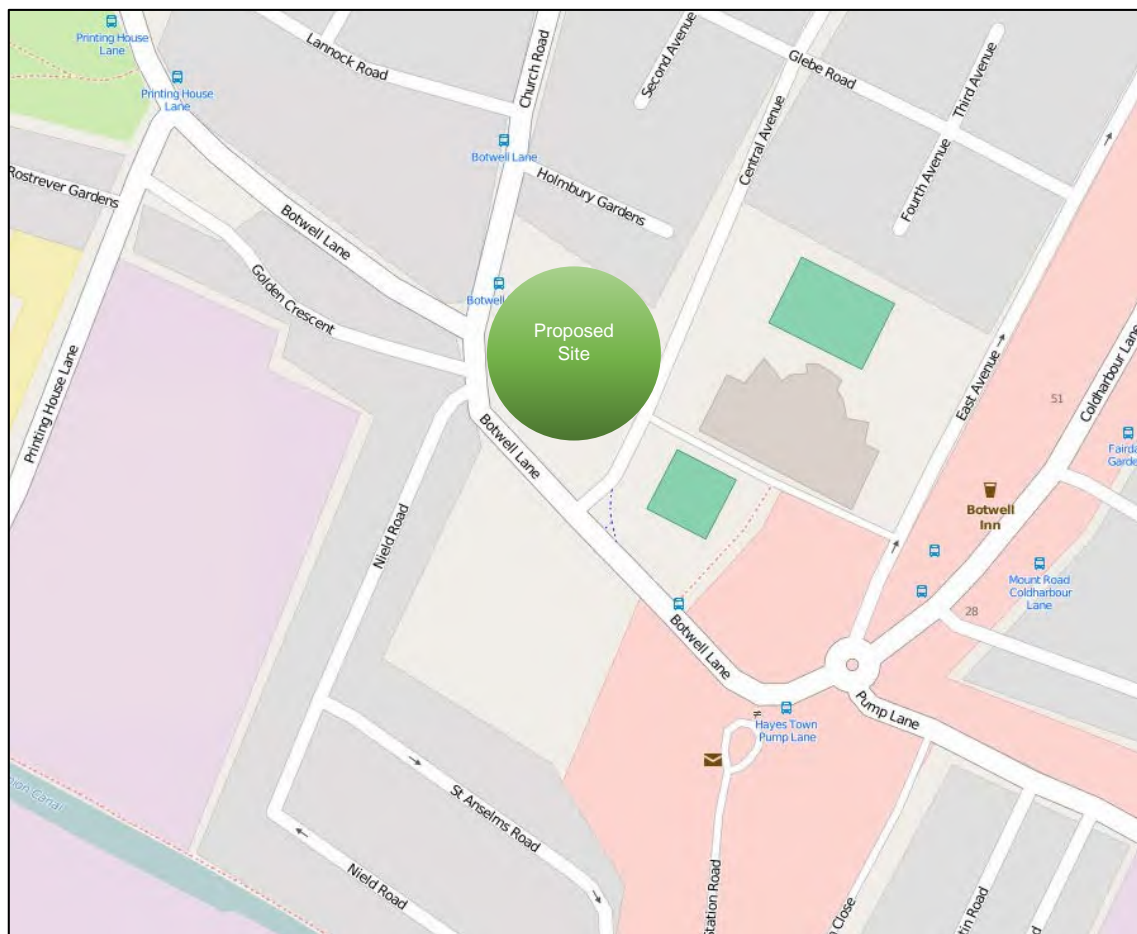 Printing House
Lane
Printing House
Lane
Lannock Road
Church Road
Second Avenue
Central Avenue
Glebe Road
Third Avenue
Fourth Avenue
Botwell Lane
Holmbury Gardens
Rostrever Gardens
Botwell Lane
Golden Crescent
Botwell
Proposed
Site
Printing House Lane
Botwell Lane
Nield Road
East Avenue
51
Coldharbour Lane
Botwell
Inn
Mount Road
Coldharbour
Lane
28
Botwell Lane
Pump Lane
Hayes Town
Pump Lane
St Anselms Road
Nield Road
Station Road
Close
Road
Canal